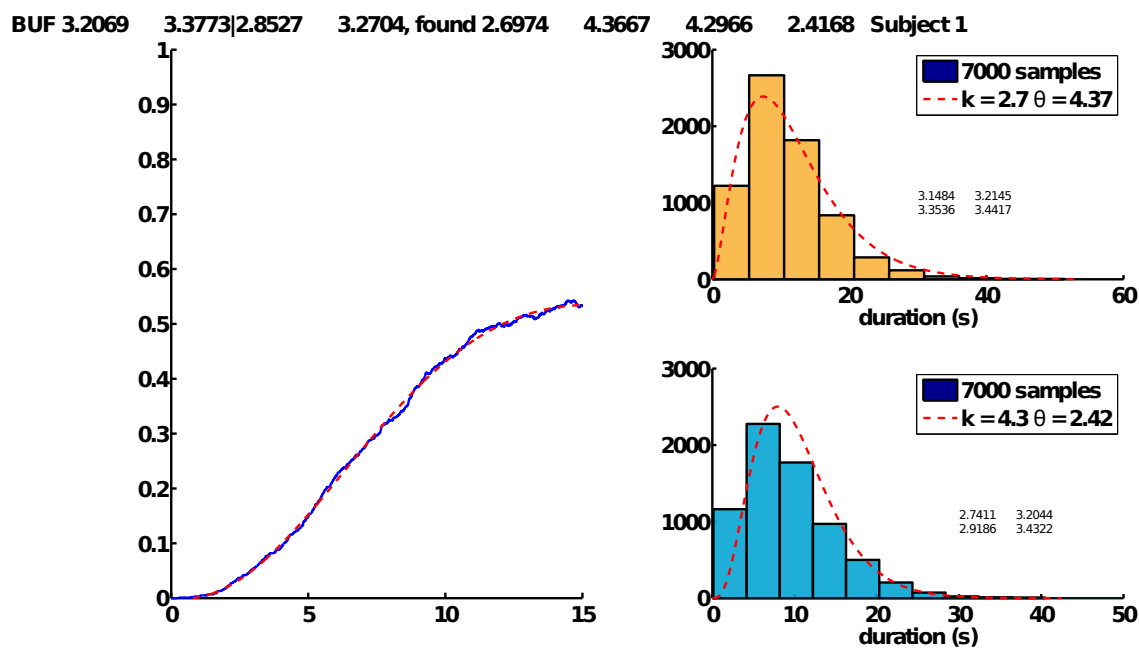 BUF 3.2069 3.3773|2.8527 3.2704, found 2.6974 4.3667 4.2966 2.4168 Subject 1
1
0.9
0.8
0.7
0.6
0.5
0.4
0.3
0.2
0.1
0
0 5 10 15
3000
2000
1000
0
7000 samples
k = 2.7 θ = 4.37
3.1484 3.2145
3.3536 3.4417
0 20 40 60
duration (s)
3000
2000
1000
0
7000 samples
k = 4.3 θ = 2.42
2.7411 3.2044
2.9186 3.4322
0 10 20 30 40 50
duration (s)